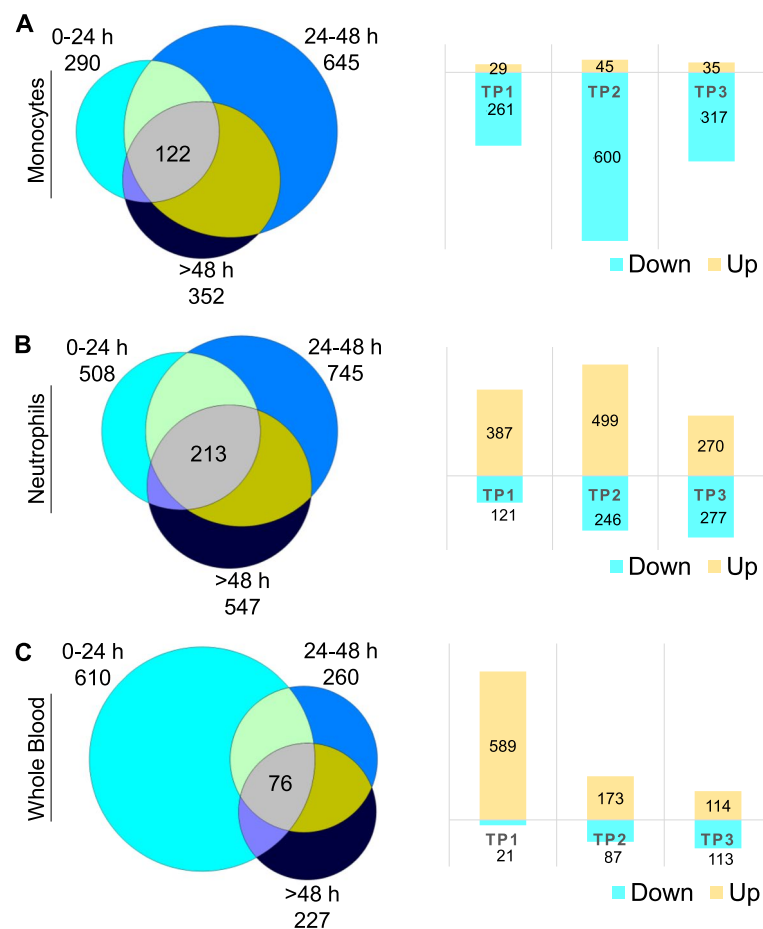 A
0-24 h
290
24-48 h
645
Monocytes
122
>48 h
352
29
45
35
TP1
TP2
TP3
261
600
317
Down
Up
B
0-24 h
508
24-48 h
745
Neutrophils
213
>48 h
547
387
499
270
TP1
TP2
TP3
121
246
277
Down
Up
C
0-24 h
610
24-48 h
260
Whole Blood
76
>48 h
227
589
173
114
TP1
TP2
TP3
21
87
113
Down
Up